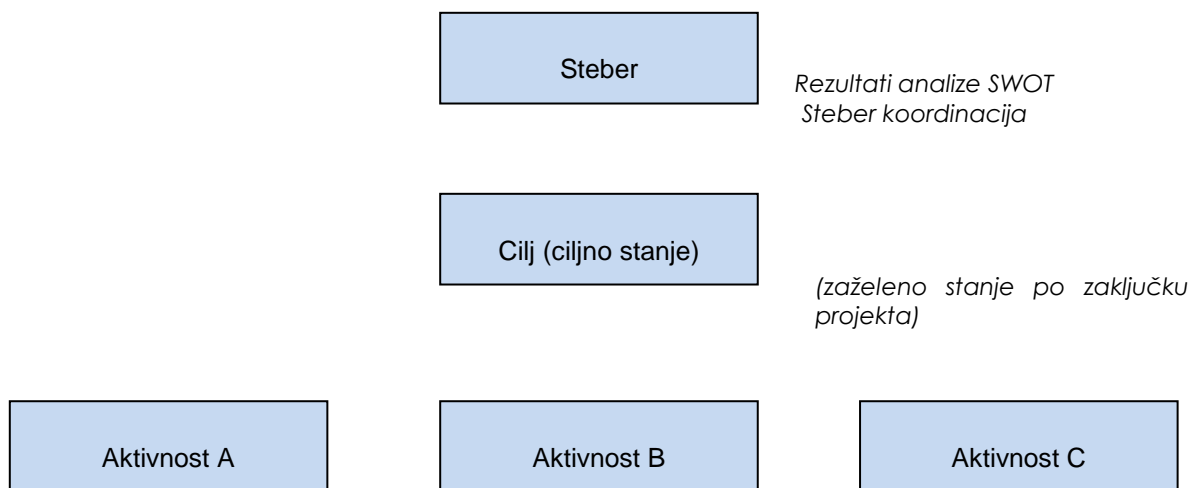 Steber
Rezultati analize SWOT
Steber koordinacija
Cilj (ciljno stanje)
(zaželeno stanje po zaključku
projekta)
Aktivnost A
Aktivnost B
Aktivnost C